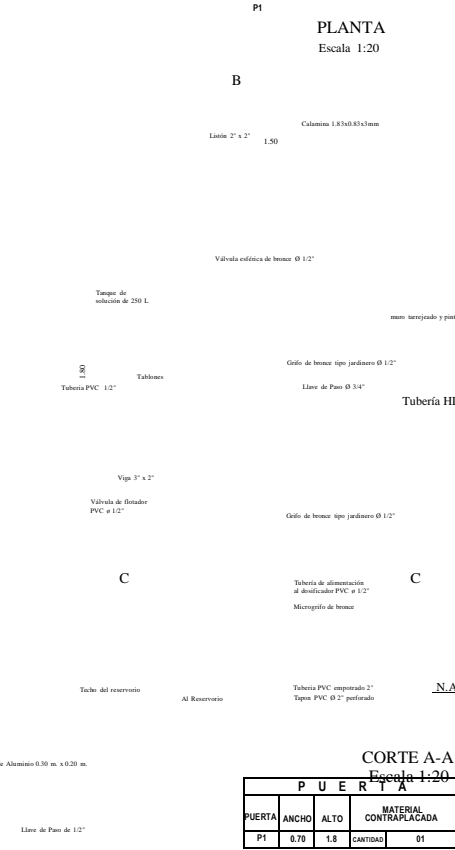 P1
PLANTA
Escala 1:20
B
Calamina 1.83x0.83x3mm
Listón 2" x 2"
1.50
Válvula esférica de bronce Ø 1/2"
Tanque de
solución de 250 L
muro tarrejeado y pint
Grifo de bronce tipo jardinero Ø 1/2"
1.80
Tablones
Tuberia PVC 1/2"
Llave de Paso Ø 3/4"
Tubería HI
Viga 3" x 2"
Válvula de flotador
PVC ø 1/2"
Grifo de bronce tipo jardinero Ø 1/2"
C
C
Tubería de alimentación
al dosificador PVC ø 1/2"
Microgrifo de bronce
Techo del reservorio
Al Reservorio
Tuberia PVC empotrado 2"
Tapon PVC Ø 2" perforado
N.A
CORTE A-A
Escala 1:20
e Aluminio 0.30 m. x 0.20 m.
P U E R T A
PUERTA ANCHO ALTO MATERIAL CONTRAPLACADA
P1 0.70 1.8 CANTIDAD 01
Llave de Paso de 1/2"